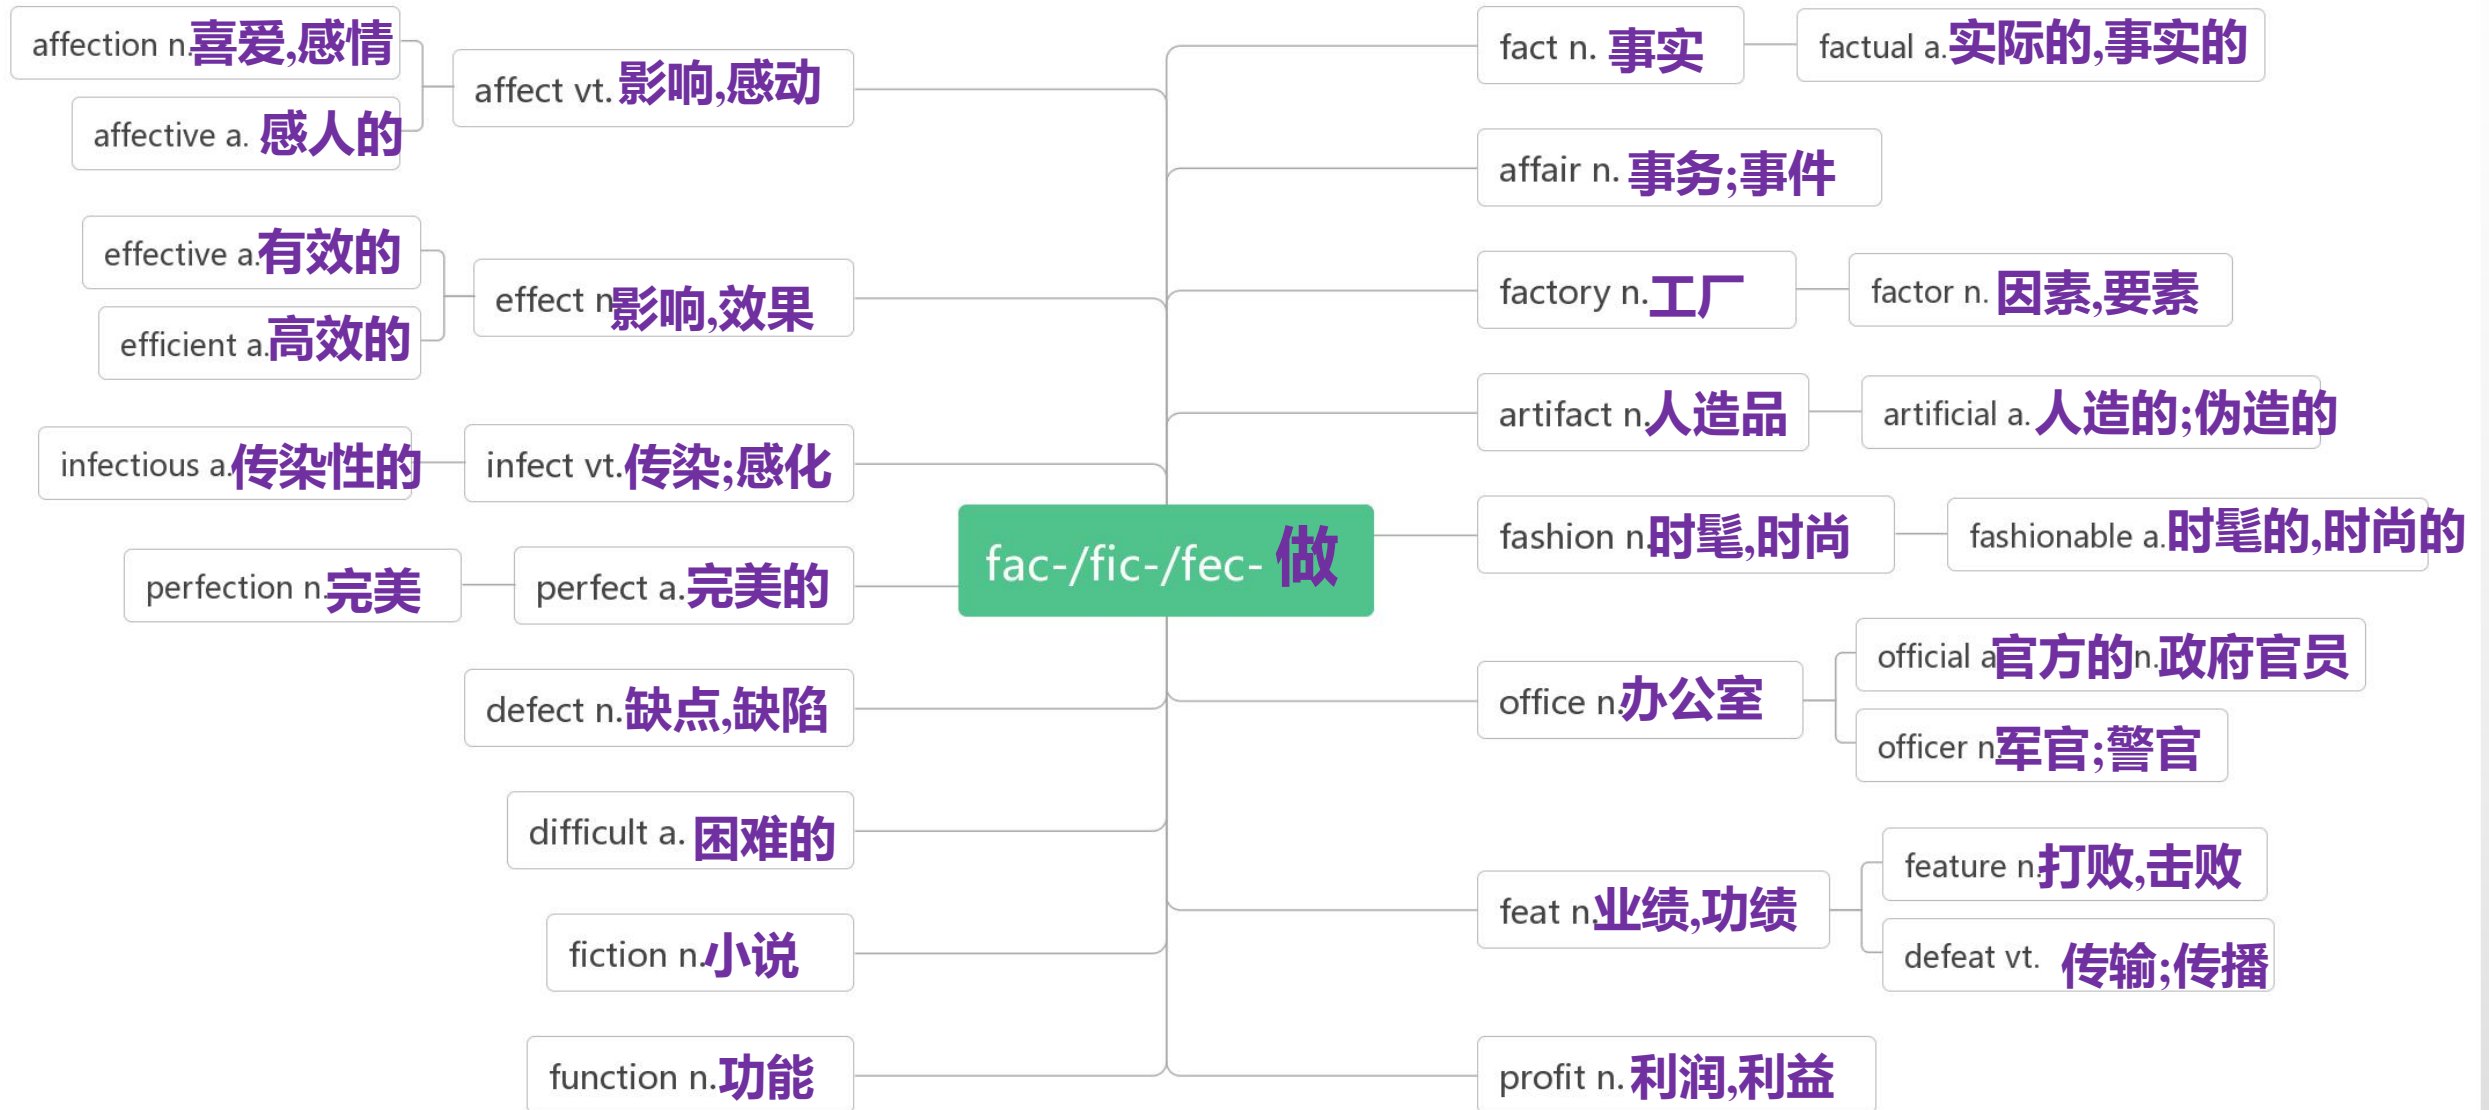 affection n.喜爱,感情
affect vt.影响,感动
affective a. 感人的
effective a.有效的
effect n影响,效果
efficient a.高效的
infectious a.传染性的
infect vt.传染;感化
perfection n.完美
perfect a.完美的
defect n.缺点,缺陷
difficult a. 困难的
fiction n.小说
function n.功能
fac-/fic-/fec- 做
fact n. 事实
factual a.实际的,事实的
affair n. 事务;事件
factory n.工厂
factor n. 因素,要素
artifact n.人造品
artificial a.人造的;伪造的
fashion n.时髦,时尚
fashionable a.时髦的,时尚的
office n.办公室
official a官方的n.政府官员
officer n.军官;警官
feat n.业绩,功绩
feature n.打败,击败
defeat vt. 传输;传播
profit n. 利润,利益